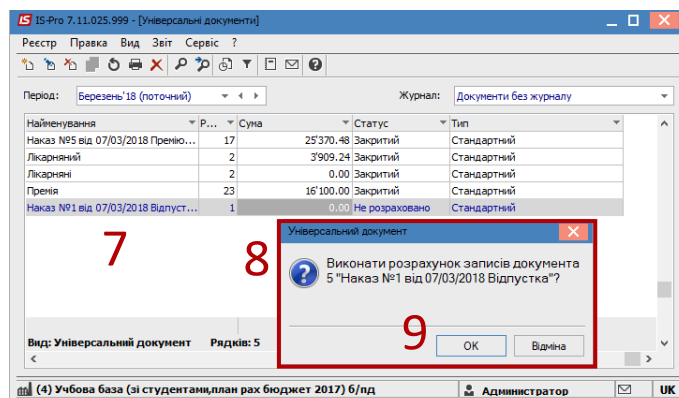 IS-Pro 7.11.025.999 - [Універсальні документи]
Реєстр Правка Вид Звіт Сервіс ?
Період: Березень'18 (поточний) Журнал: Документи без журналу
Найменування Р... Сума Статус Тип
Наказ №5 від 07/03/2018 Премію... 17 25'370.48 Закритий Стандартний
Лікарняний 2 3'909.24 Закритий Стандартний
Лікарняні 2 0.00 Закритий Стандартний
Премія 23 16'100.00 Закритий Стандартний
Наказ №1 від 07/03/2018 Відпуст... 1 0.00 Не розраховано Стандартний
7
8
Універсальний документ
Виконати розрахунок записів документа
5 "Наказ №1 від 07/03/2018 Відпустка"?
9
OK Відміна
Вид: Універсальний документ Рядків: 5
(4) Учбова база (зі студентами,план рах бюджет 2017) б/пд Администратор UK